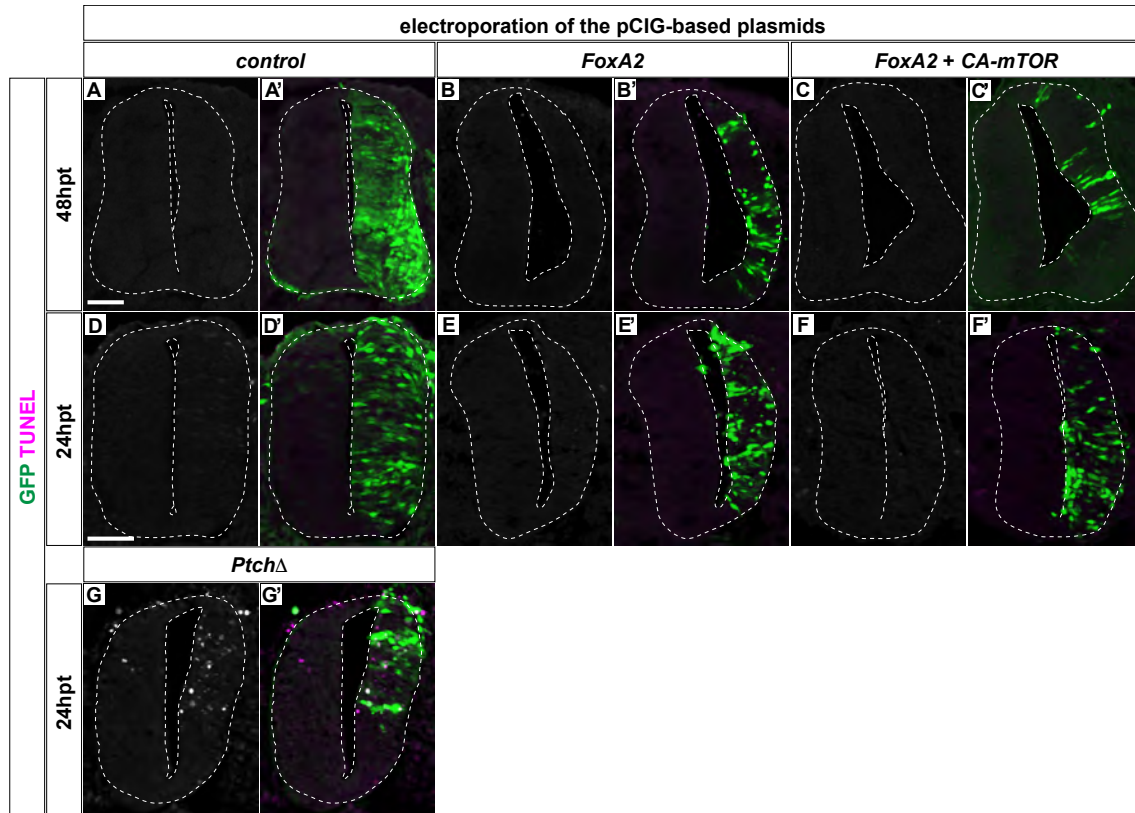 electroporation of the pCIG-based plasmids
control FoxA2 FoxA2 + CA-mTOR
A A' B B' C C'
48hpt
D D' E E' F F'
24hpt
GFP TUNEL
PtchΔ
G G'
24hpt